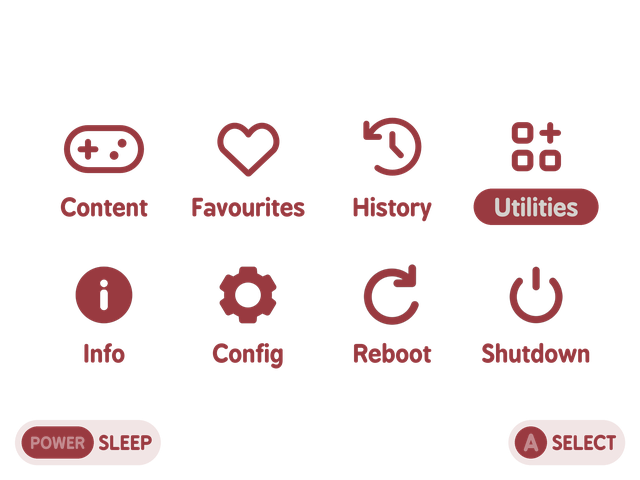 Content Favourites History Utilities
Info Config Reboot Shutdown
POWER SLEEP A SELECT